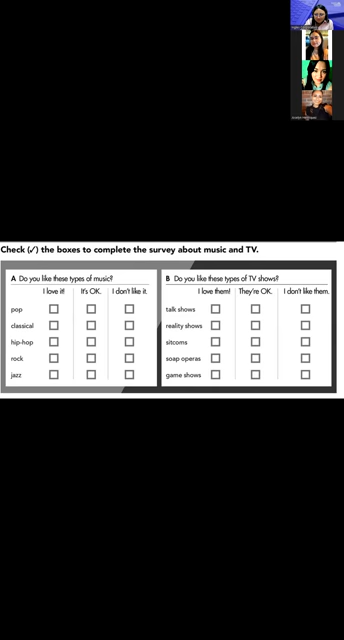 Check (✓) the boxes to complete the survey about music and TV.
A Do you like these types of music?
I love it! It's OK. I don't like it.
pop
classical
hip-hop
rock
jazz
B Do you like these types of TV shows?
I love them! They're OK. I don't like them.
talk shows
reality shows
sitcoms
soap operas
game shows